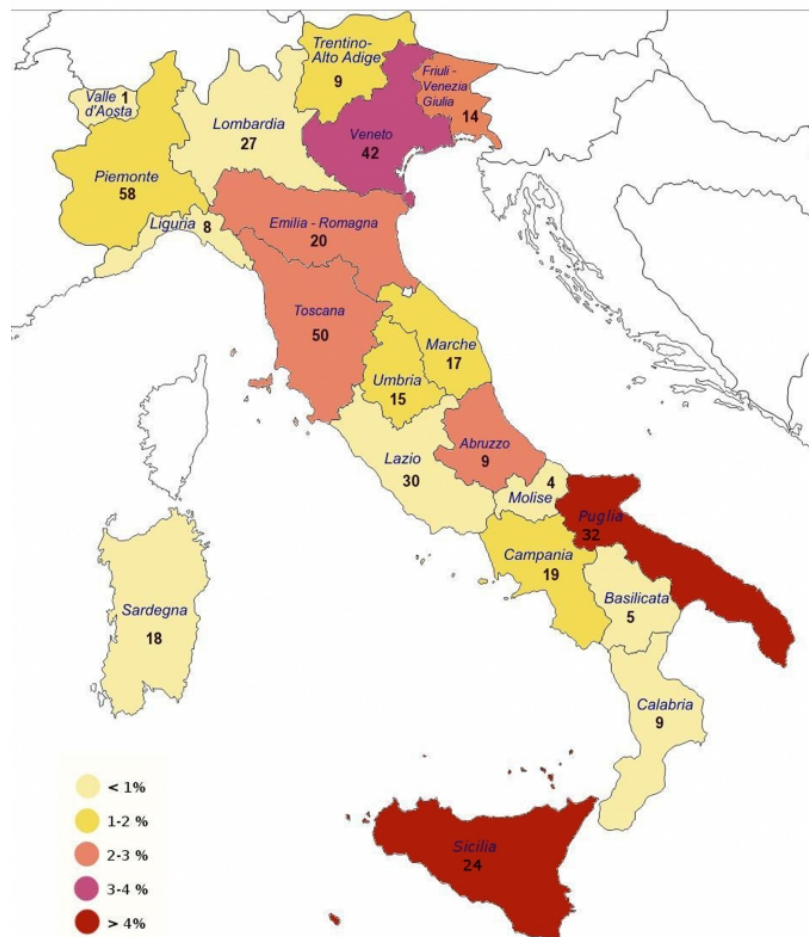 Trentino-
Alto Adige
9
Friuli -
Venezia
Giulia
14
Valle
d'Aosta
1
Lombardia
27
Veneto
42
Piemonte
58
Liguria
8
Emilia - Romagna
20
Toscana
50
Marche
17
Umbria
15
Abruzzo
9
Lazio
30
4
Molise
Puglia
32
Campania
19
Basilicata
5
Sardegna
18
Calabria
9
Sicilia
24
< 1%
1-2 %
2-3 %
3-4 %
> 4%